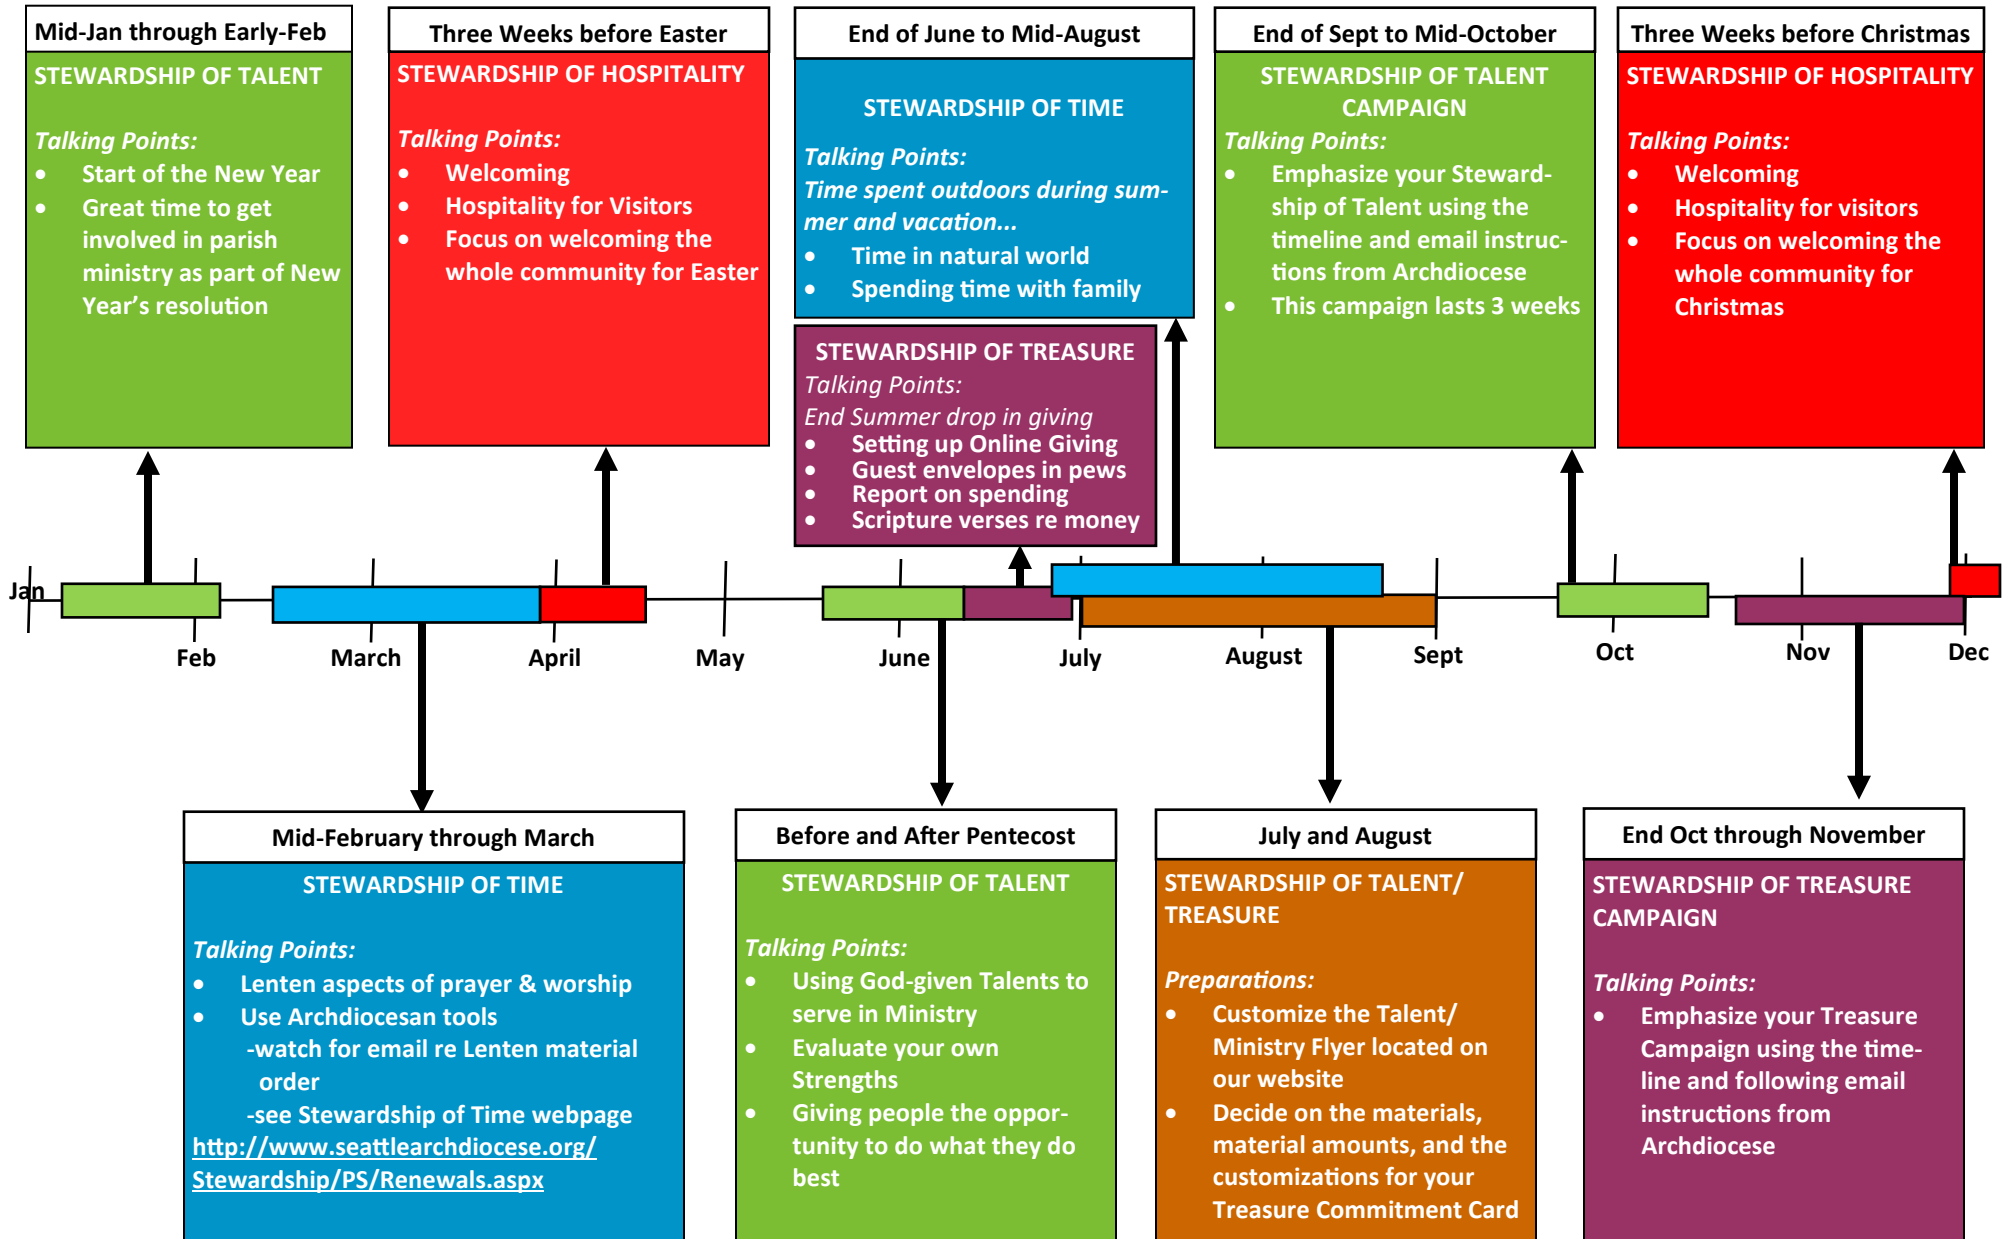 Mid-Jan through Early-Feb
STEWARDSHIP OF TALENT
Talking Points:
• Start of the New Year
• Great time to get
involved in parish
ministry as part of New
Year's resolution
Three Weeks before Easter
STEWARDSHIP OF HOSPITALITY
Talking Points:
• Welcoming
• Hospitality for Visitors
• Focus on welcoming the
whole community for Easter
End of June to Mid-August
STEWARDSHIP OF TIME
Talking Points:
Time spent outdoors during sum-
mer and vacation...
• Time in natural world
• Spending time with family
STEWARDSHIP OF TREASURE
Talking Points:
End Summer drop in giving
• Setting up Online Giving
• Guest envelopes in pews
• Report on spending
• Scripture verses re money
End of Sept to Mid-October
STEWARDSHIP OF TALENT
CAMPAIGN
Talking Points:
• Emphasize your Steward-
ship of Talent using the
timeline and email instruc-
tions from Archdiocese
• This campaign lasts 3 weeks
Three Weeks before Christmas
STEWARDSHIP OF HOSPITALITY
Talking Points:
• Welcoming
• Hospitality for visitors
• Focus on welcoming the
whole community for
Christmas
Jan
Feb
March
April
May
June
July
August
Sept
Oct
Nov
Dec
Mid-February through March
STEWARDSHIP OF TIME
Talking Points:
• Lenten aspects of prayer & worship
• Use Archdiocesan tools
-watch for email re Lenten material
order
-see Stewardship of Time webpage
http://www.seattlearchdiocese.org/
Stewardship/PS/Renewals.aspx
Before and After Pentecost
STEWARDSHIP OF TALENT
Talking Points:
• Using God-given Talents to
serve in Ministry
• Evaluate your own
Strengths
• Giving people the oppor-
tunity to do what they do
best
July and August
STEWARDSHIP OF TALENT/
TREASURE
Preparations:
• Customize the Talent/
Ministry Flyer located on
our website
• Decide on the materials,
material amounts, and the
customizations for your
Treasure Commitment Card
End Oct through November
STEWARDSHIP OF TREASURE
CAMPAIGN
Talking Points:
• Emphasize your Treasure
Campaign using the time-
line and following email
instructions from
Archdiocese